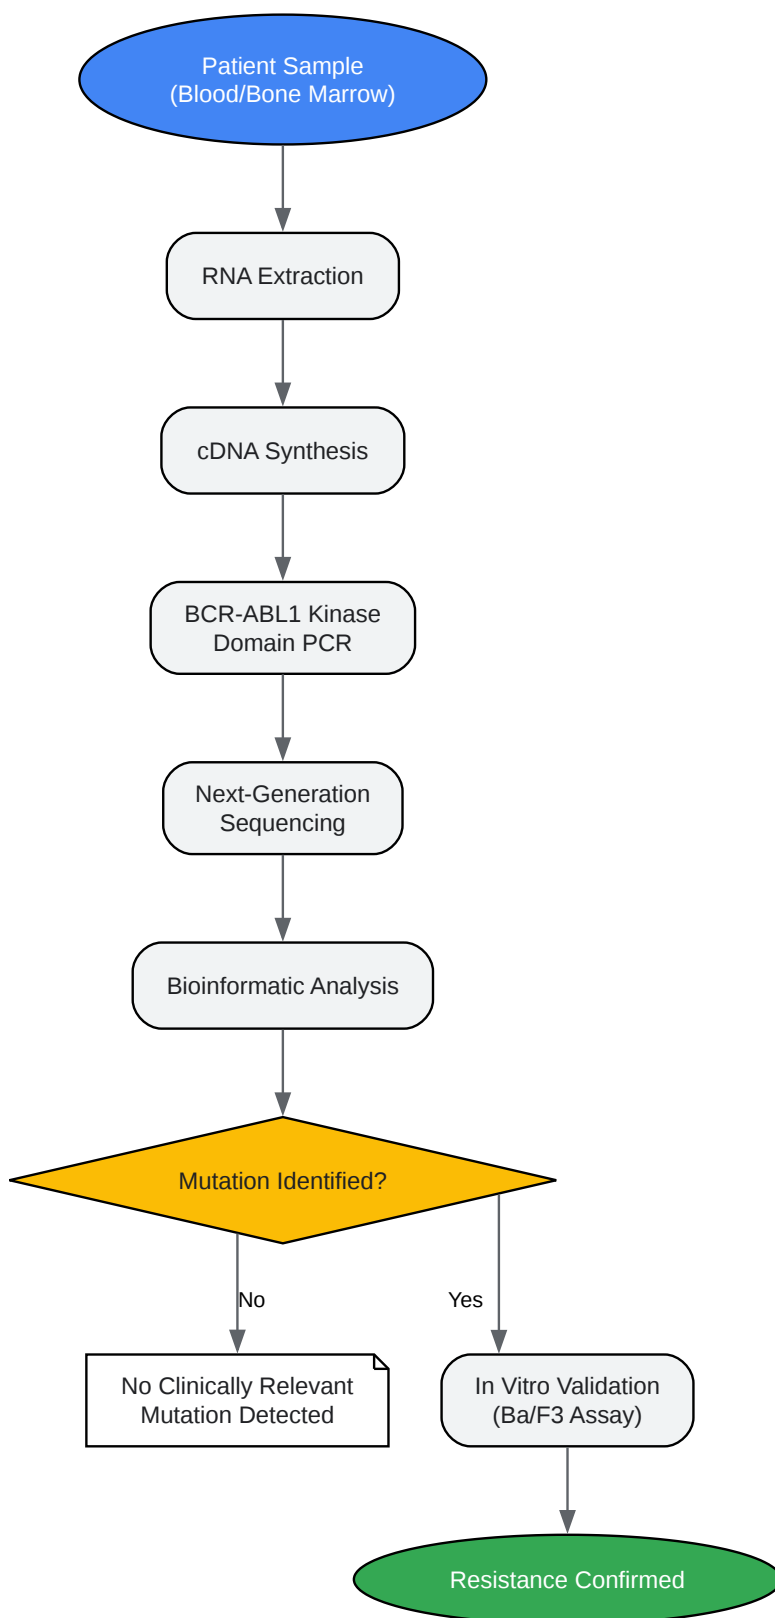 Patient Sample
(Blood/Bone Marrow)
RNA Extraction
cDNA Synthesis
BCR-ABL1 Kinase
Domain PCR
Next-Generation
Sequencing
Bioinformatic Analysis
Mutation Identified?
No
Yes
No Clinically Relevant
Mutation Detected
In Vitro Validation
(Ba/F3 Assay)
Resistance Confirmed